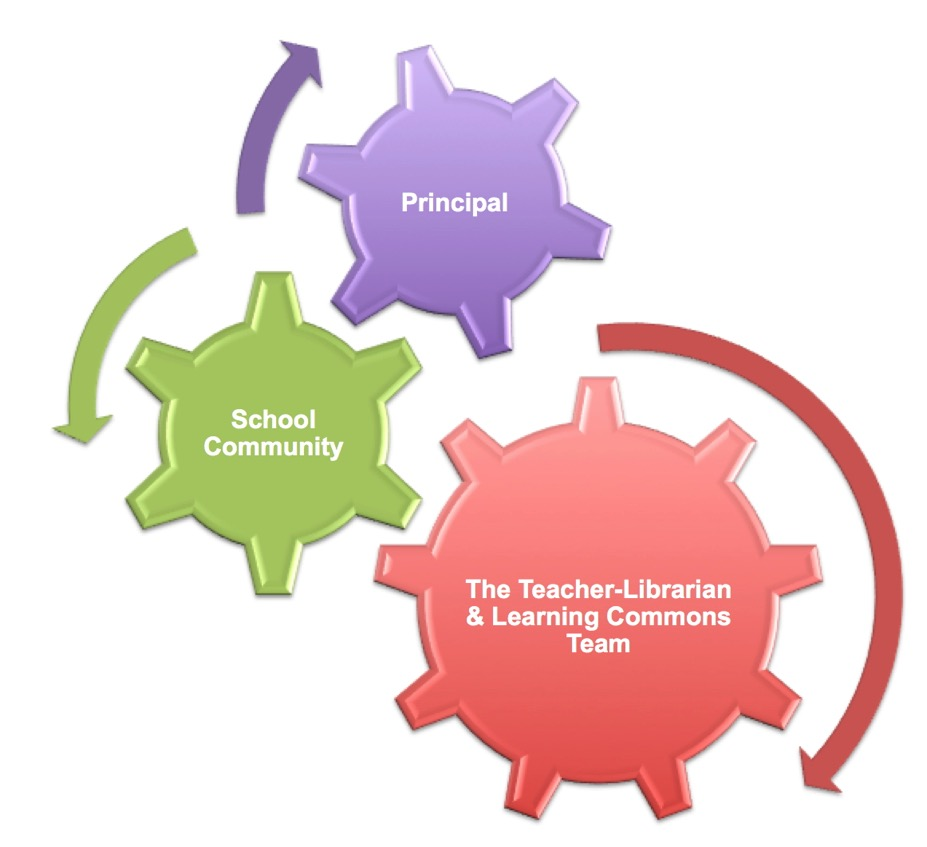 Principal
School
Community
The Teacher-Librarian
& Learning Commons
Team